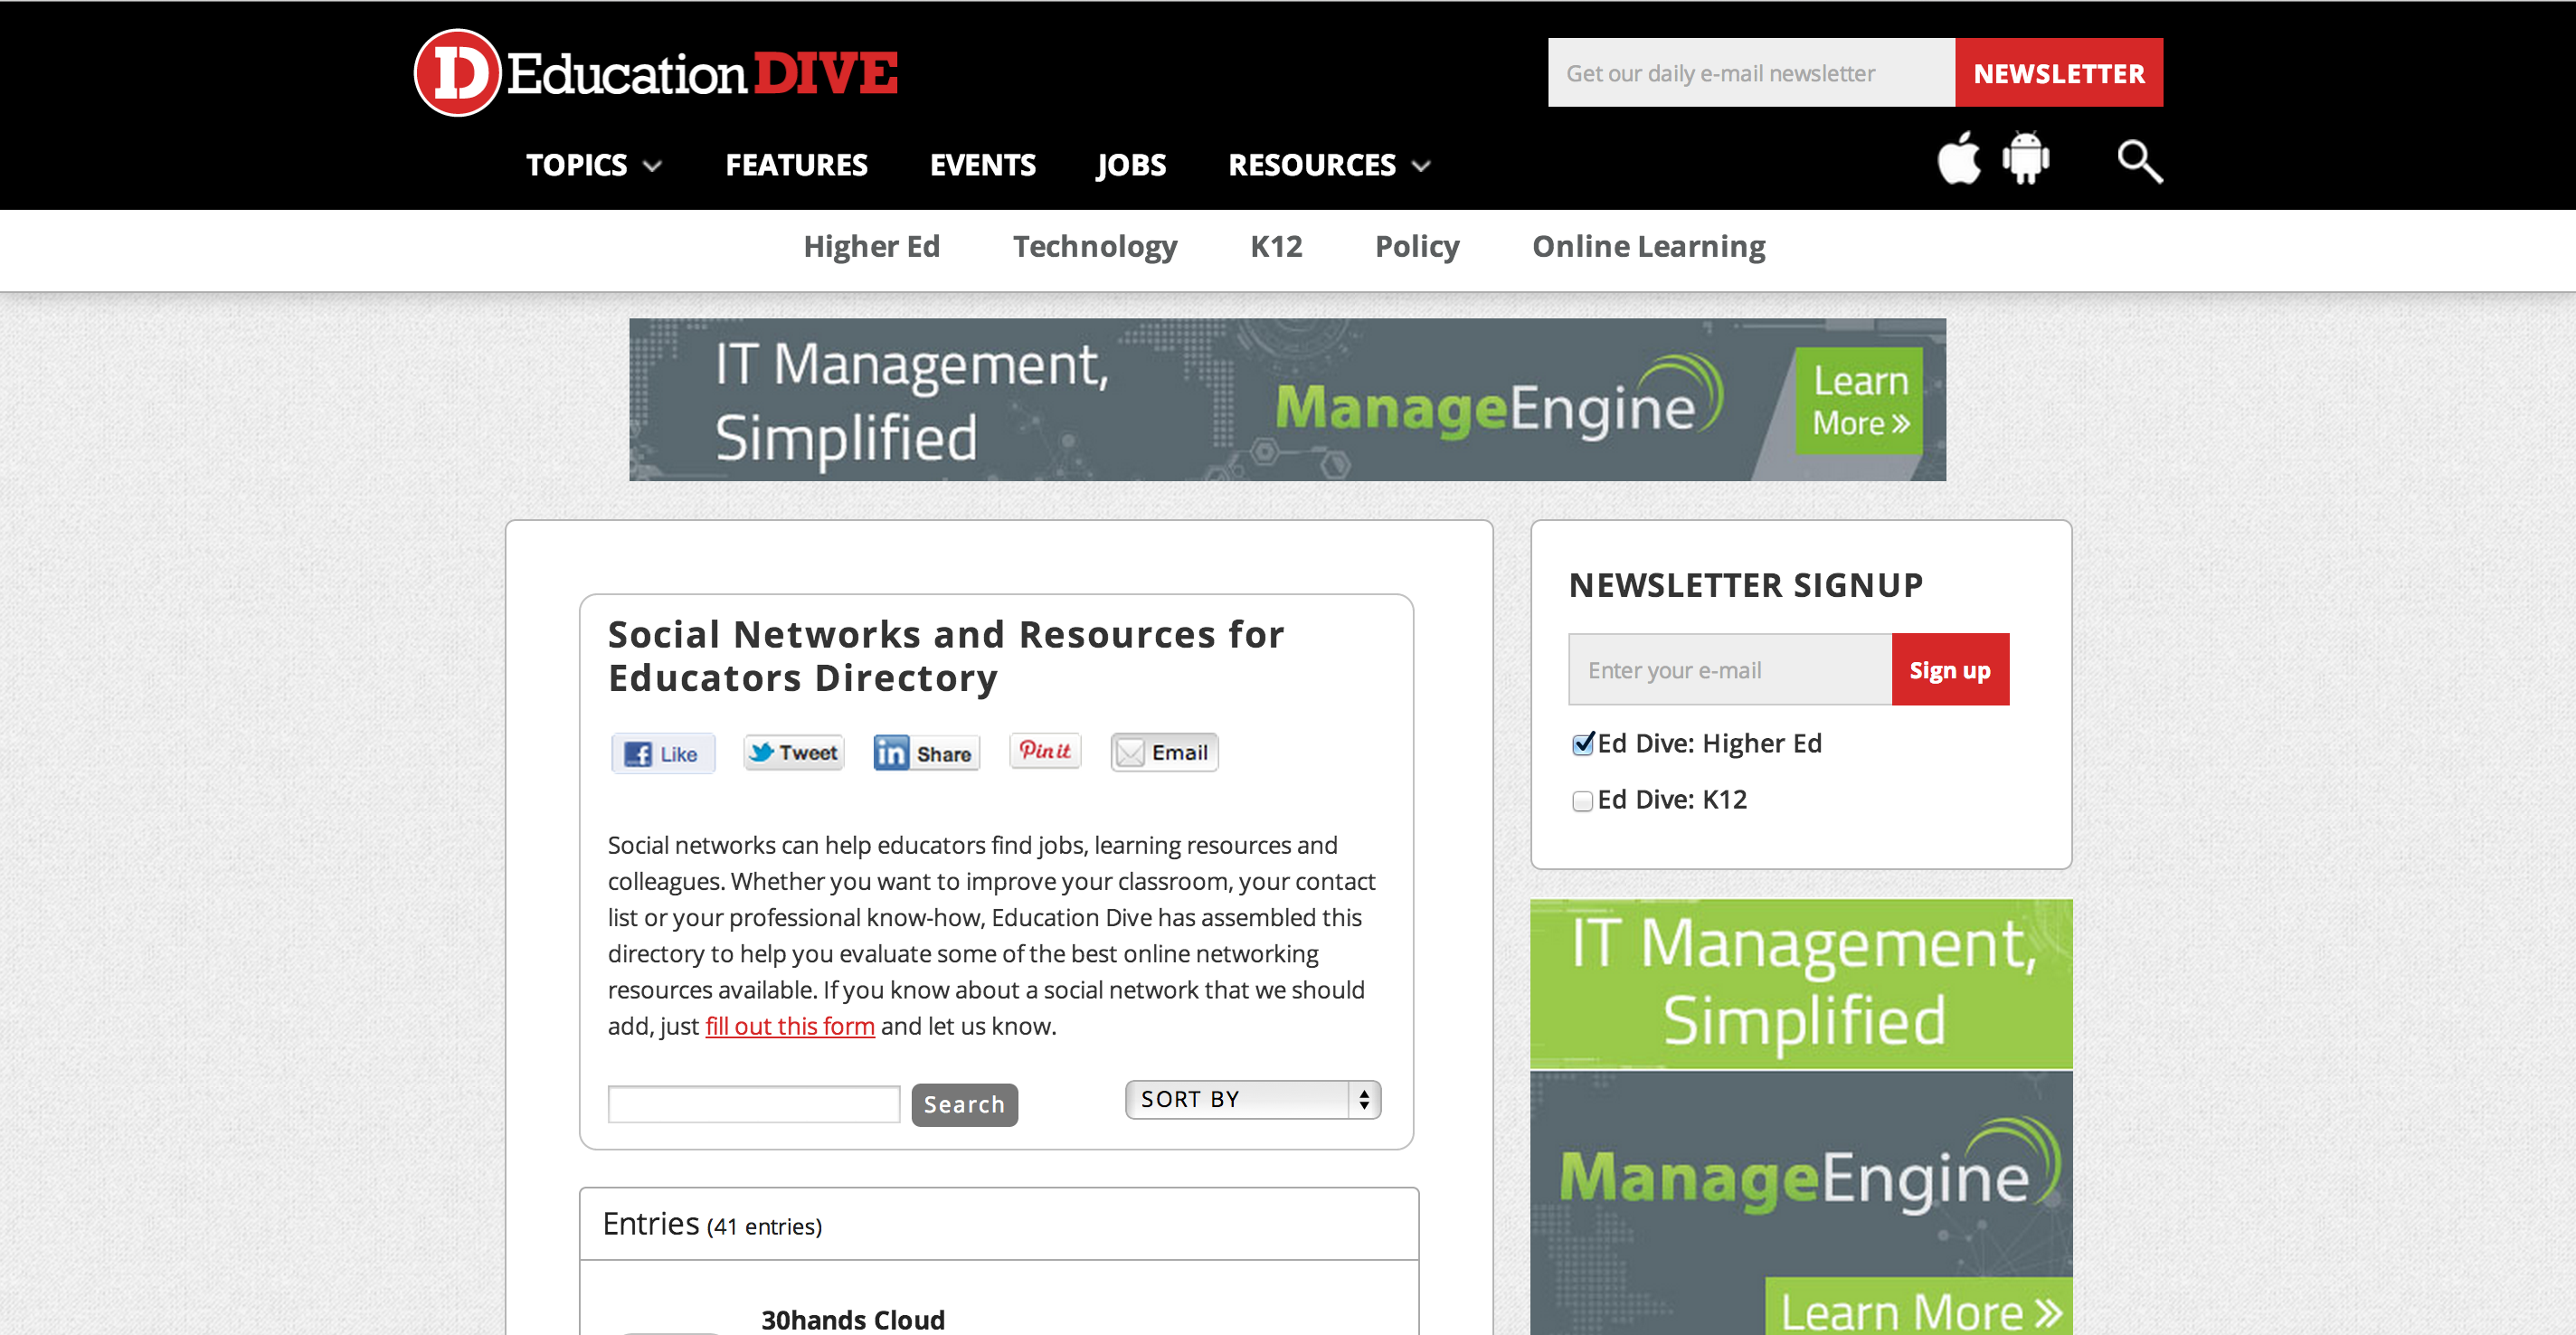 D Education DIVE
Get our daily e-mail newsletter
NEWSLETTER
TOPICS
FEATURES
EVENTS
JOBS
RESOURCES
Higher Ed
Technology
K12
Policy
Online Learning
IT Management,
Simplified
ManageEngine
Learn
More »
Social Networks and Resources for
Educators Directory
Like
Tweet
in Share
Pin it
Email
Social networks can help educators find jobs, learning resources and
colleagues. Whether you want to improve your classroom, your contact
list or your professional know-how, Education Dive has assembled this
directory to help you evaluate some of the best online networking
resources available. If you know about a social network that we should
add, just fill out this form and let us know.
Search
SORT BY
Entries (41 entries)
30hands Cloud
NEWSLETTER SIGNUP
Enter your e-mail
Sign up
Ed Dive: Higher Ed
Ed Dive: K12
IT Management,
Simplified
ManageEngine
Learn More »